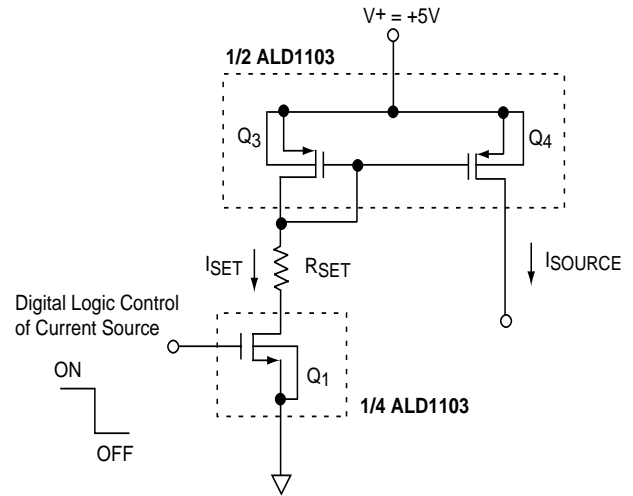 V+ = +5V
1/2 ALD1103
Q3
Q4
ISET
RSET
ISOURCE
Digital Logic Control
of Current Source
ON
OFF
Q1
1/4 ALD1103